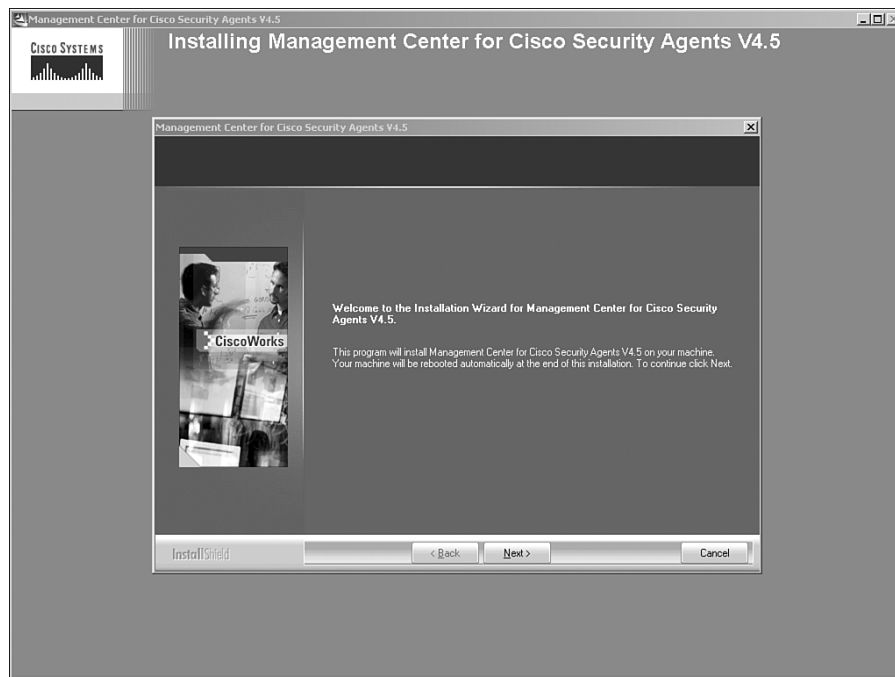 Management Center for Cisco Security Agents V4.5
CISCO SYSTEMS
Installing Management Center for Cisco Security Agents V4.5
Management Center for Cisco Security Agents V4.5
CiscoWorks
Welcome to the Installation Wizard for Management Center for Cisco Security
Agents V4.5.
This program will install Management Center for Cisco Security Agents V4.5 on your machine.
Your machine will be rebooted automatically at the end of this installation. To continue click Next.
InstallShield
< Back
Next >
Cancel